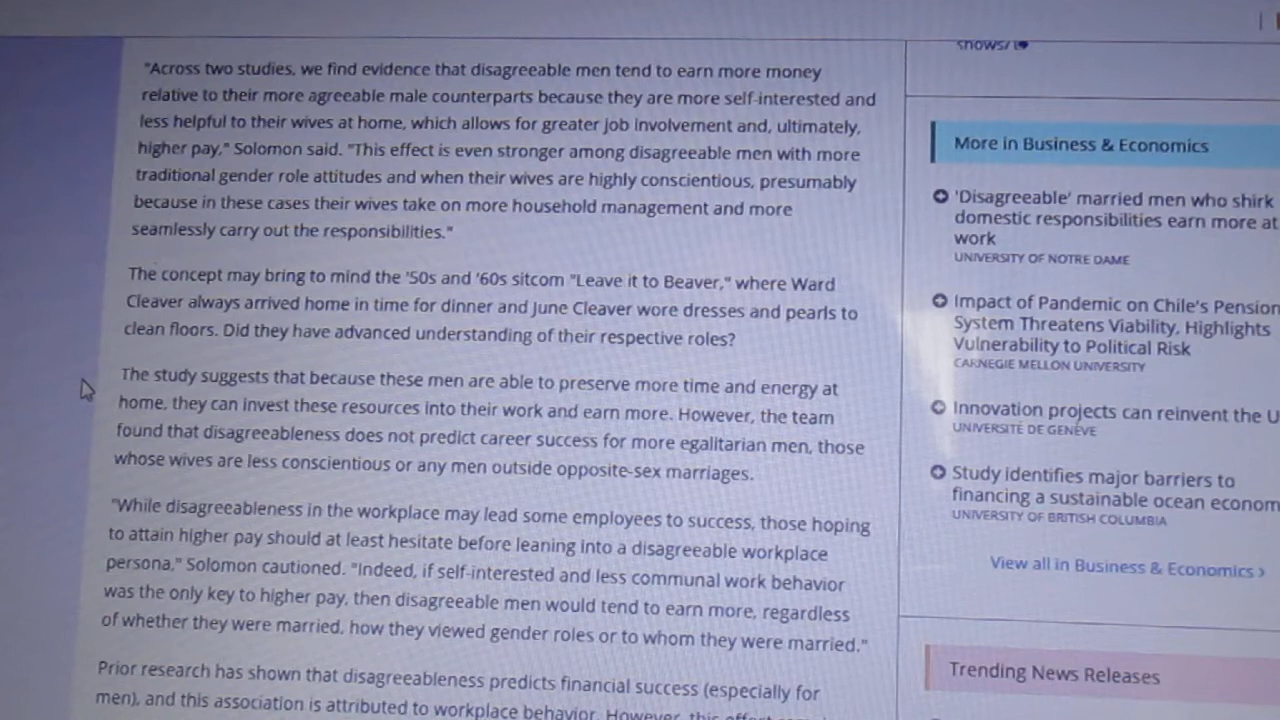 "Across two studies, we find evidence that disagreeable men tend to earn more money
relative to their more agreeable male counterparts because they are more self-interested and
less helpful to their wives at home, which allows for greater job involvement and, ultimately,
higher pay," Solomon said. "This effect is even stronger among disagreeable men with more
traditional gender role attitudes and when their wives are highly conscientious, presumably
because in these cases their wives take on more household management and more
seamlessly carry out the responsibilities."
The concept may bring to mind the '50s and '60s sitcom "Leave it to Beaver," where Ward
Cleaver always arrived home in time for dinner and June Cleaver wore dresses and pearls to
clean floors. Did they have advanced understanding of their respective roles?
The study suggests that because these men are able to preserve more time and energy at
home, they can invest these resources into their work and earn more. However, the team
found that disagreeableness does not predict career success for more egalitarian men, those
whose wives are less conscientious or any men outside opposite-sex marriages.
"While disagreeableness in the workplace may lead some employees to success, those hoping
to attain higher pay should at least hesitate before leaning into a disagreeable workplace
persona," Solomon cautioned. "Indeed, if self-interested and less communal work behavior
was the only key to higher pay, then disagreeable men would tend to earn more, regardless
of whether they were married, how they viewed gender roles or to whom they were married."
Prior research has shown that disagreeableness predicts financial success (especially for
men), and this association is attributed to workplace behavior. However, this effect
snows/
More in Business & Economics
'Disagreeable' married men who shirk
domestic responsibilities earn more at
work
UNIVERSITY OF NOTRE DAME
Impact of Pandemic on Chile's Pension
System Threatens Viability, Highlights
Vulnerability to Political Risk
CARNEGIE MELLON UNIVERSITY
Innovation projects can reinvent the U
UNIVERSITÉ DE GENÈVE
Study identifies major barriers to
financing a sustainable ocean econom
UNIVERSITY OF BRITISH COLUMBIA
View all in Business & Economics ›
Trending News Releases